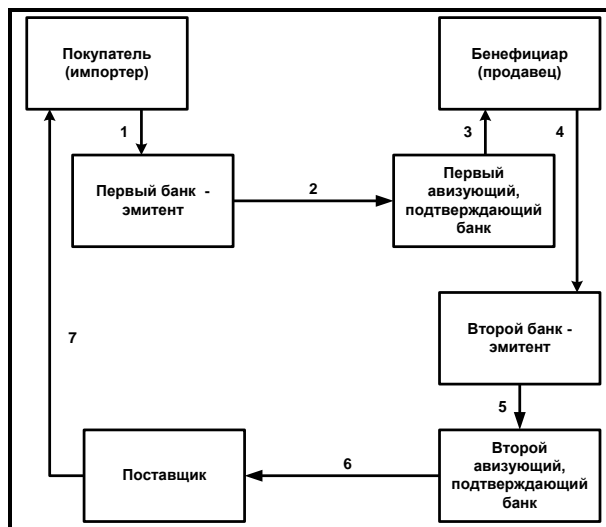 Покупатель
(импортер)
Бенефициар
(продавец)
1
3
4
Первый банк -
эмитент
2
Первый
авизующий,
подтверждающий
банк
7
Второй банк -
эмитент
5
Поставщик
6
Второй
авизующий,
подтверждающий
банк